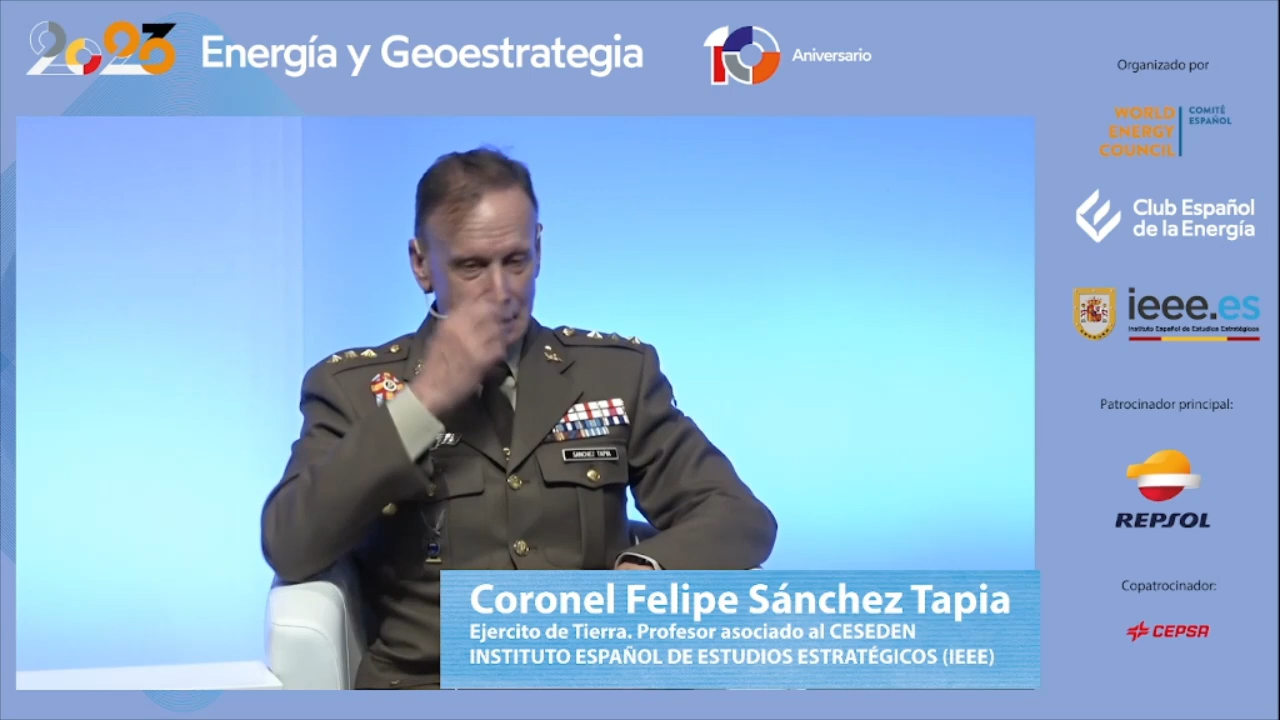 2023 Energía y Geoestrategia
10 Aniversario
Organizado por
WORLD
ENERGY
COUNCIL
COMITÉ
ESPAÑOL
Club Español
de la Energía
ieee.es
Instituto Español de Estudios Estratégicos
Patrocinador principal:
REPSOL
Copatrocinador:
CEPSA
SANCHEZ TAPIA
Coronel Felipe Sánchez Tapia
Ejercito de Tierra. Profesor asociado al CESEDEN
INSTITUTO ESPAÑOL DE ESTUDIOS ESTRATÉGICOS (IEEE)